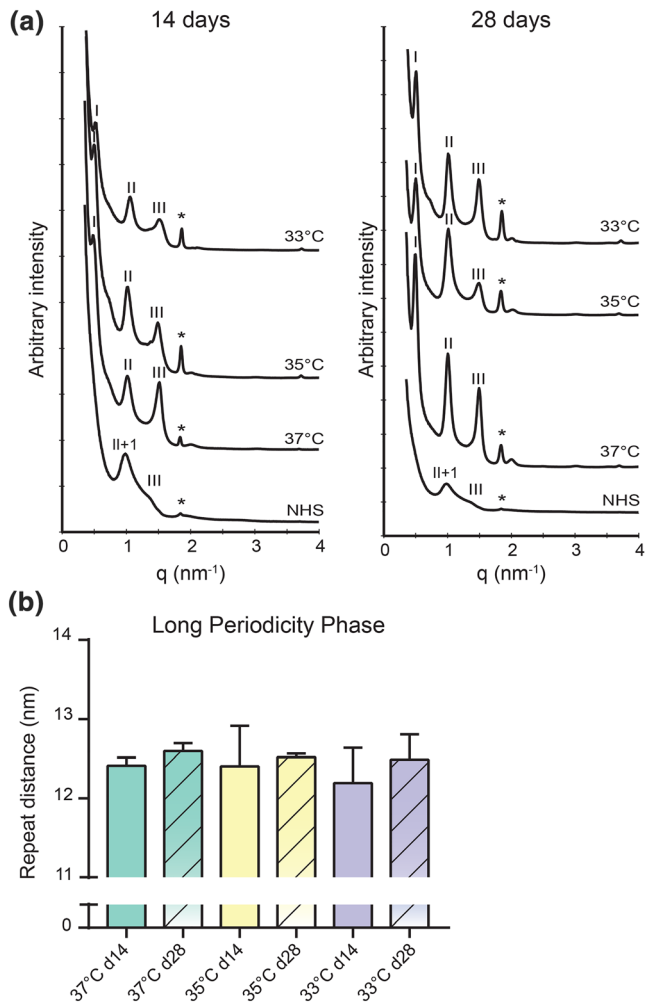 (a)
14 days
28 days
Arbitrary intensity
I
I
II
III
*
33°C
I
II
III
*
35°C
II
III
*
37°C
II+1
III
*
NHS
0
1
2
3
4
q (nm⁻¹)
Arbitrary intensity
I
II
III
*
33°C
I
II
III
*
35°C
I
II
III
*
37°C
II+1
III
*
NHS
0
1
2
3
4
q (nm⁻¹)
(b)
Long Periodicity Phase
Repeat distance (nm)
14
13
12
11
0
37°C d14
37°C d28
35°C d14
35°C d28
33°C d14
33°C d28